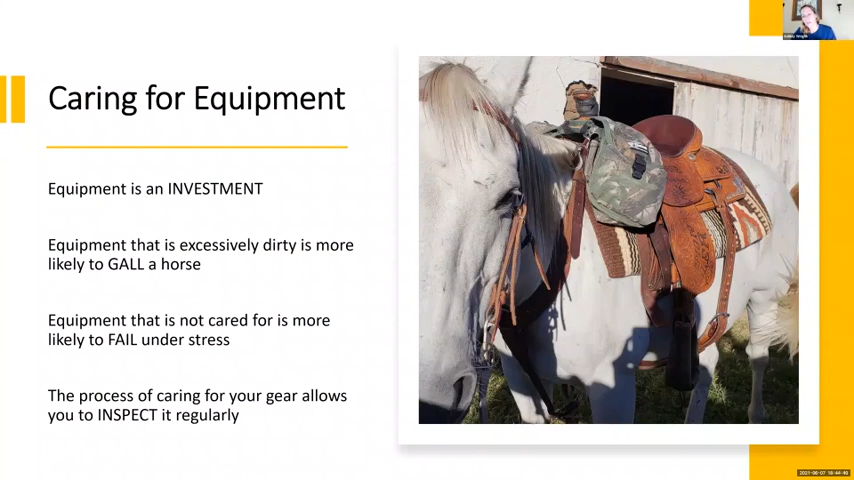 Caring for Equipment
Equipment is an INVESTMENT
Equipment that is excessively dirty is more
likely to GALL a horse
Equipment that is not cared for is more
likely to FAIL under stress
The process of caring for your gear allows
you to INSPECT it regularly